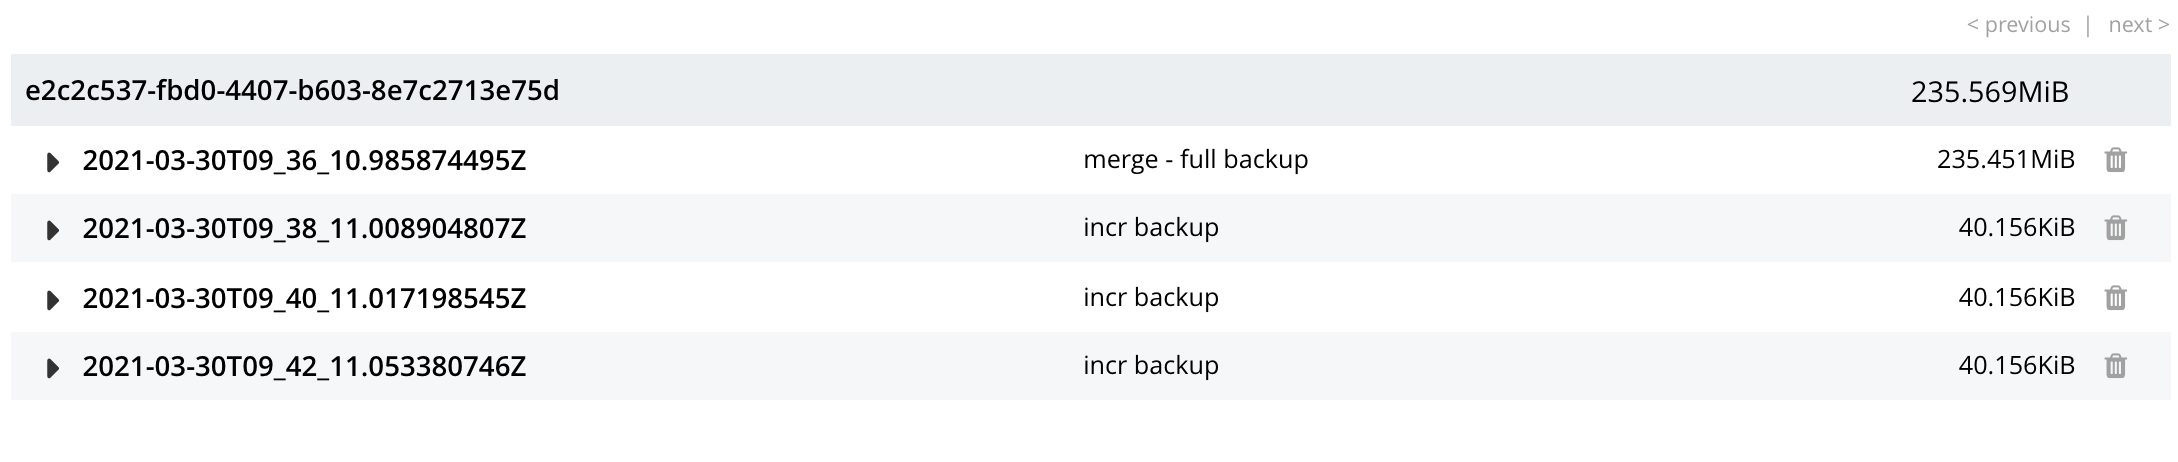 < previous | next >
e2c2c537-fbd0-4407-b603-8e7c2713e75d 235.569MiB
2021-03-30T09_36_10.985874495Z merge - full backup 235.451MiB
2021-03-30T09_38_11.008904807Z incr backup 40.156KiB
2021-03-30T09_40_11.017198545Z incr backup 40.156KiB
2021-03-30T09_42_11.053380746Z incr backup 40.156KiB